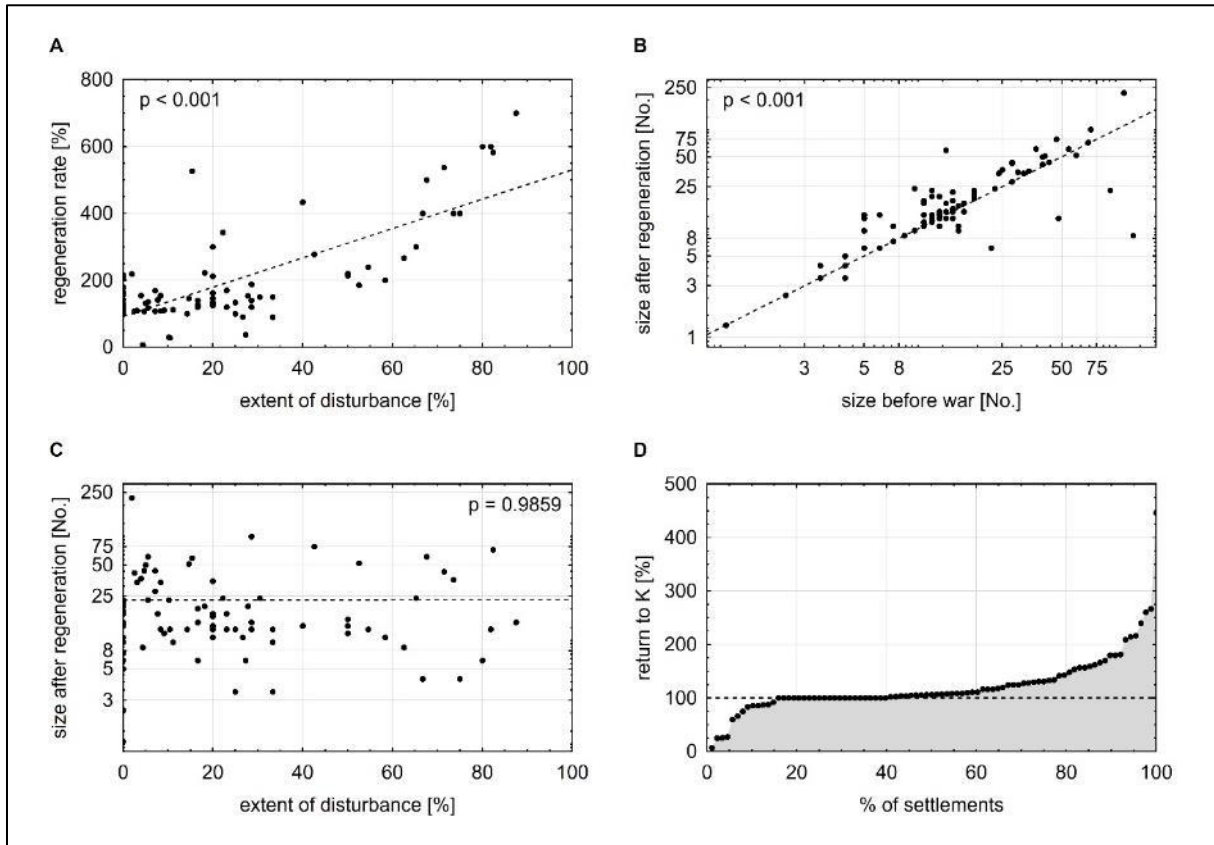 A
B
800
600
400
200
0
regeneration rate [%]
p < 0.001
0 20 40 60 80 100
extent of disturbance [%]
250
75
50
25
8
5
3
1
size after regeneration [No.]
p < 0.001
3 5 8 25 50 75
size before war [No.]
C
D
250
75
50
25
8
5
3
size after regeneration [No.]
p = 0.9859
0 20 40 60 80 100
extent of disturbance [%]
500
400
300
200
100
0
return to K [%]
0 20 40 60 80 100
% of settlements